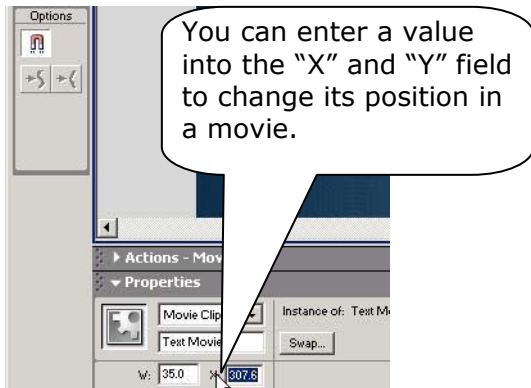 Options
You can enter a value
into the “X” and “Y” field
to change its position in
a movie.
Actions - Mov
Properties
Movie Clip
Instance of: Text M
Text Movie
Swap...
W: 35.0 X: 307.6